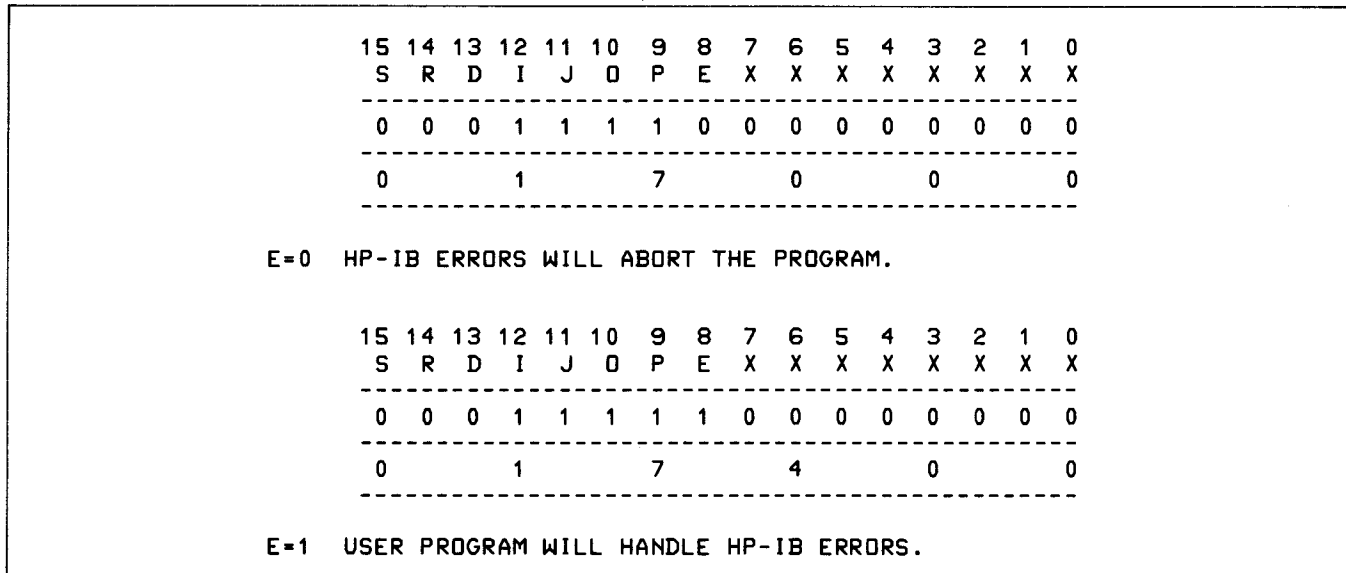 15 14 13 12 11 10 9 8 7 6 5 4 3 2 1 0
S R D I J O P E X X X X X X X X
0 0 0 1 1 1 1 0 0 0 0 0 0 0 0 0
0 1 7 0 0 0
E=0 HP-IB ERRORS WILL ABORT THE PROGRAM.
15 14 13 12 11 10 9 8 7 6 5 4 3 2 1 0
S R D I J O P E X X X X X X X X
0 0 0 1 1 1 1 1 0 0 0 0 0 0 0 0
0 1 7 4 0 0
E=1 USER PROGRAM WILL HANDLE HP-IB ERRORS.